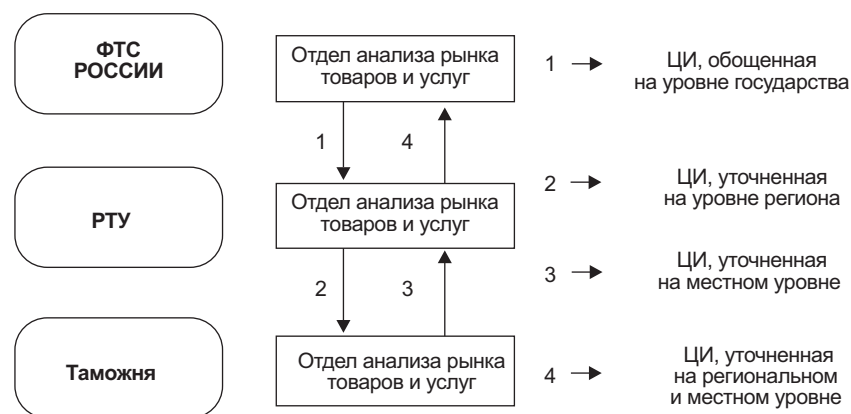 ФТС
РОССИИ
Отдел анализа рынка
товаров и услуг
1
ЦИ, обощенная
на уровне государства
1
4
РТУ
Отдел анализа рынка
товаров и услуг
2
ЦИ, уточненная
на уровне региона
3
ЦИ, уточненная
на местном уровне
2
3
Таможня
Отдел анализа рынка
товаров и услуг
4
ЦИ, уточненная
на региональном
и местном уровне